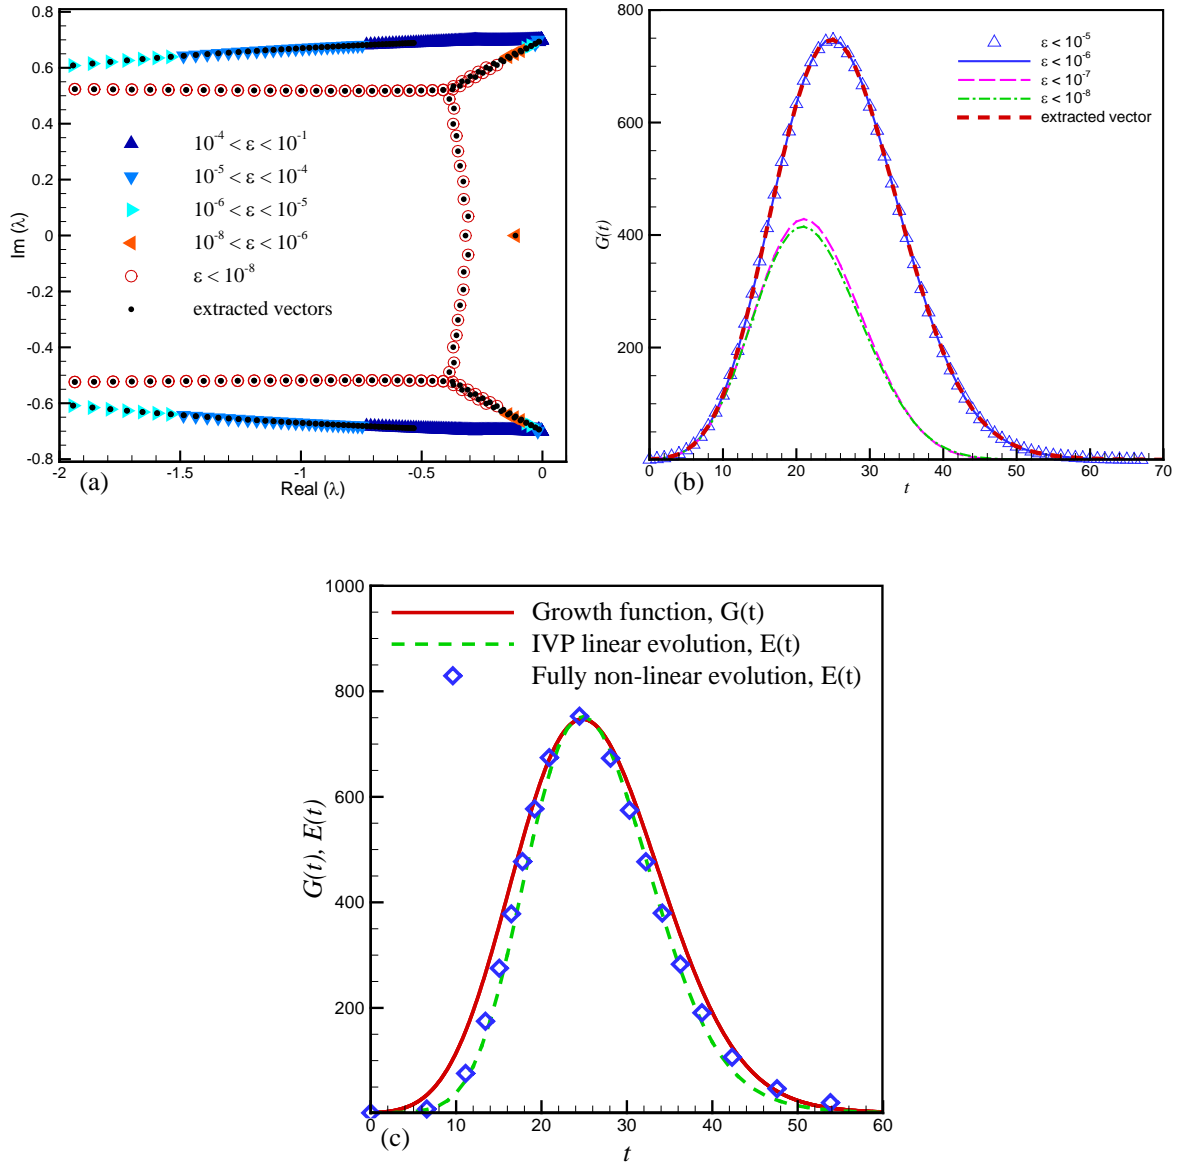 0.8
0.6
0.4
0.2
0
-0.2
-0.4
-0.6
-0.8
Im (λ)
10⁻⁴ < ε < 10⁻¹
10⁻⁵ < ε < 10⁻⁴
10⁻⁶ < ε < 10⁻⁵
10⁻⁸ < ε < 10⁻⁶
ε < 10⁻⁸
extracted vectors
-2 -1.5 -1 -0.5 0
(a)
Real (λ)
800
600
400
200
0
G(t)
ε < 10⁻⁵
ε < 10⁻⁶
ε < 10⁻⁷
ε < 10⁻⁸
extracted vector
0 10 20 30 40 50 60 70
(b)
t
1000
800
600
400
200
G(t), E(t)
Growth function, G(t)
IVP linear evolution, E(t)
Fully non-linear evolution, E(t)
(c)
0 10 20 30 40 50 60
t